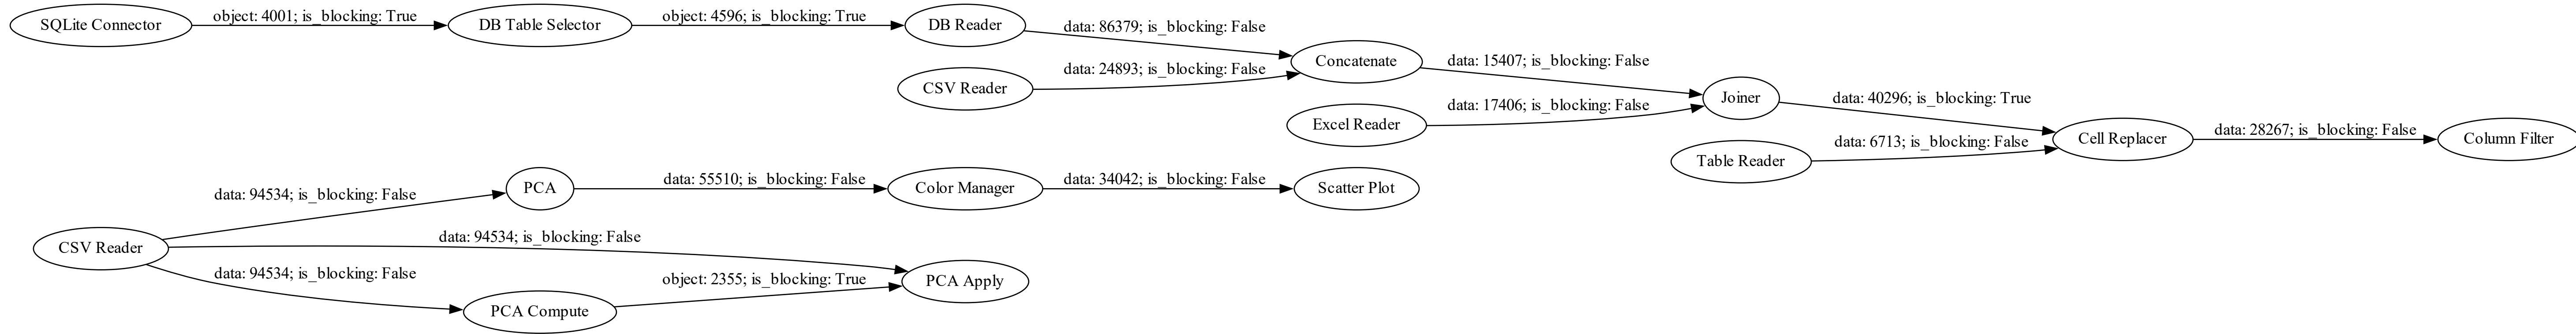 SQLite Connector
object: 4001; is_blocking: True
DB Table Selector
object: 4596; is_blocking: True
DB Reader
data: 86379; is_blocking: False
CSV Reader
data: 24893; is_blocking: False
Concatenate
data: 15407; is_blocking: False
Excel Reader
data: 17406; is_blocking: False
Joiner
data: 40296; is_blocking: True
Table Reader
data: 6713; is_blocking: False
Cell Replacer
data: 28267; is_blocking: False
Column Filter
CSV Reader
data: 94534; is_blocking: False
PCA
data: 55510; is_blocking: False
Color Manager
data: 34042; is_blocking: False
Scatter Plot
data: 94534; is_blocking: False
data: 94534; is_blocking: False
PCA Compute
object: 2355; is_blocking: True
PCA Apply